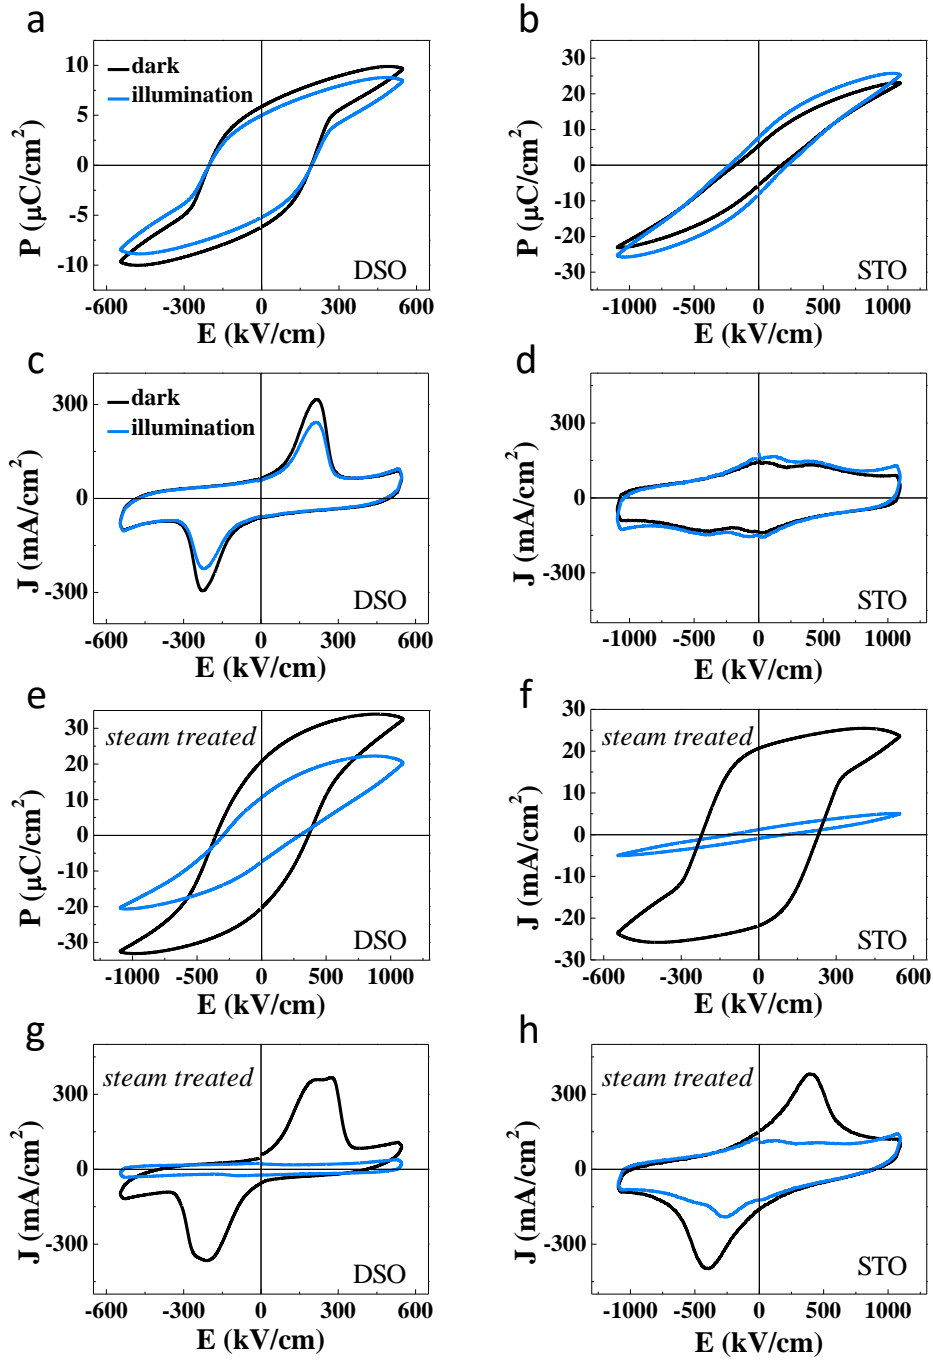 a
dark
illumination
P (μC/cm²)
10
5
0
-5
-10
DSO
-600 -300 0 300 600
E (kV/cm)
b
P (μC/cm²)
30
20
10
0
-10
-20
-30
STO
-1000 -500 0 500 1000
E (kV/cm)
c
dark
illumination
J (mA/cm²)
300
0
-300
DSO
-600 -300 0 300 600
E (kV/cm)
d
J (mA/cm²)
300
0
-300
STO
-1000 -500 0 500 1000
E (kV/cm)
e
steam treated
P (μC/cm²)
30
20
10
0
-10
-20
-30
DSO
-1000 -500 0 500 1000
E (kV/cm)
f
steam treated
J (mA/cm²)
30
20
10
0
-10
-20
-30
STO
-600 -300 0 300 600
E (kV/cm)
g
steam treated
J (mA/cm²)
300
0
-300
DSO
-600 -300 0 300 600
E (kV/cm)
h
steam treated
J (mA/cm²)
300
0
-300
STO
-1000 -500 0 500 1000
E (kV/cm)